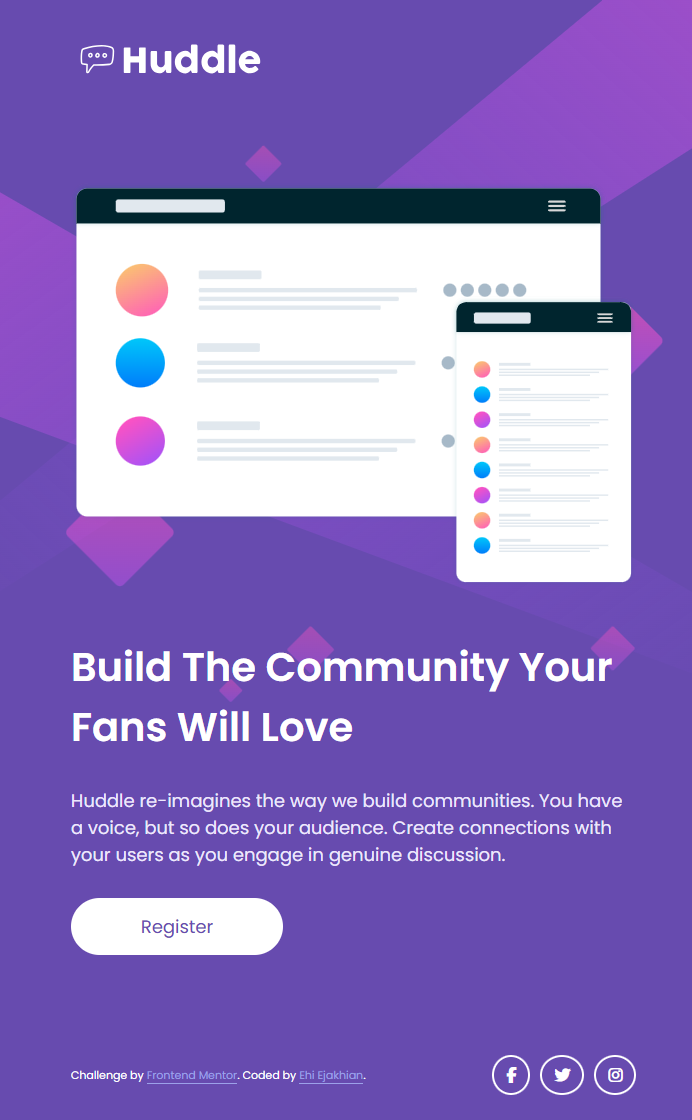 Huddle
Build The Community Your
Fans Will Love
Huddle re-imagines the way we build communities. You have
a voice, but so does your audience. Create connections with
your users as you engage in genuine discussion.
Register
Challenge by Frontend Mentor. Coded by Ehi Ejakhian.